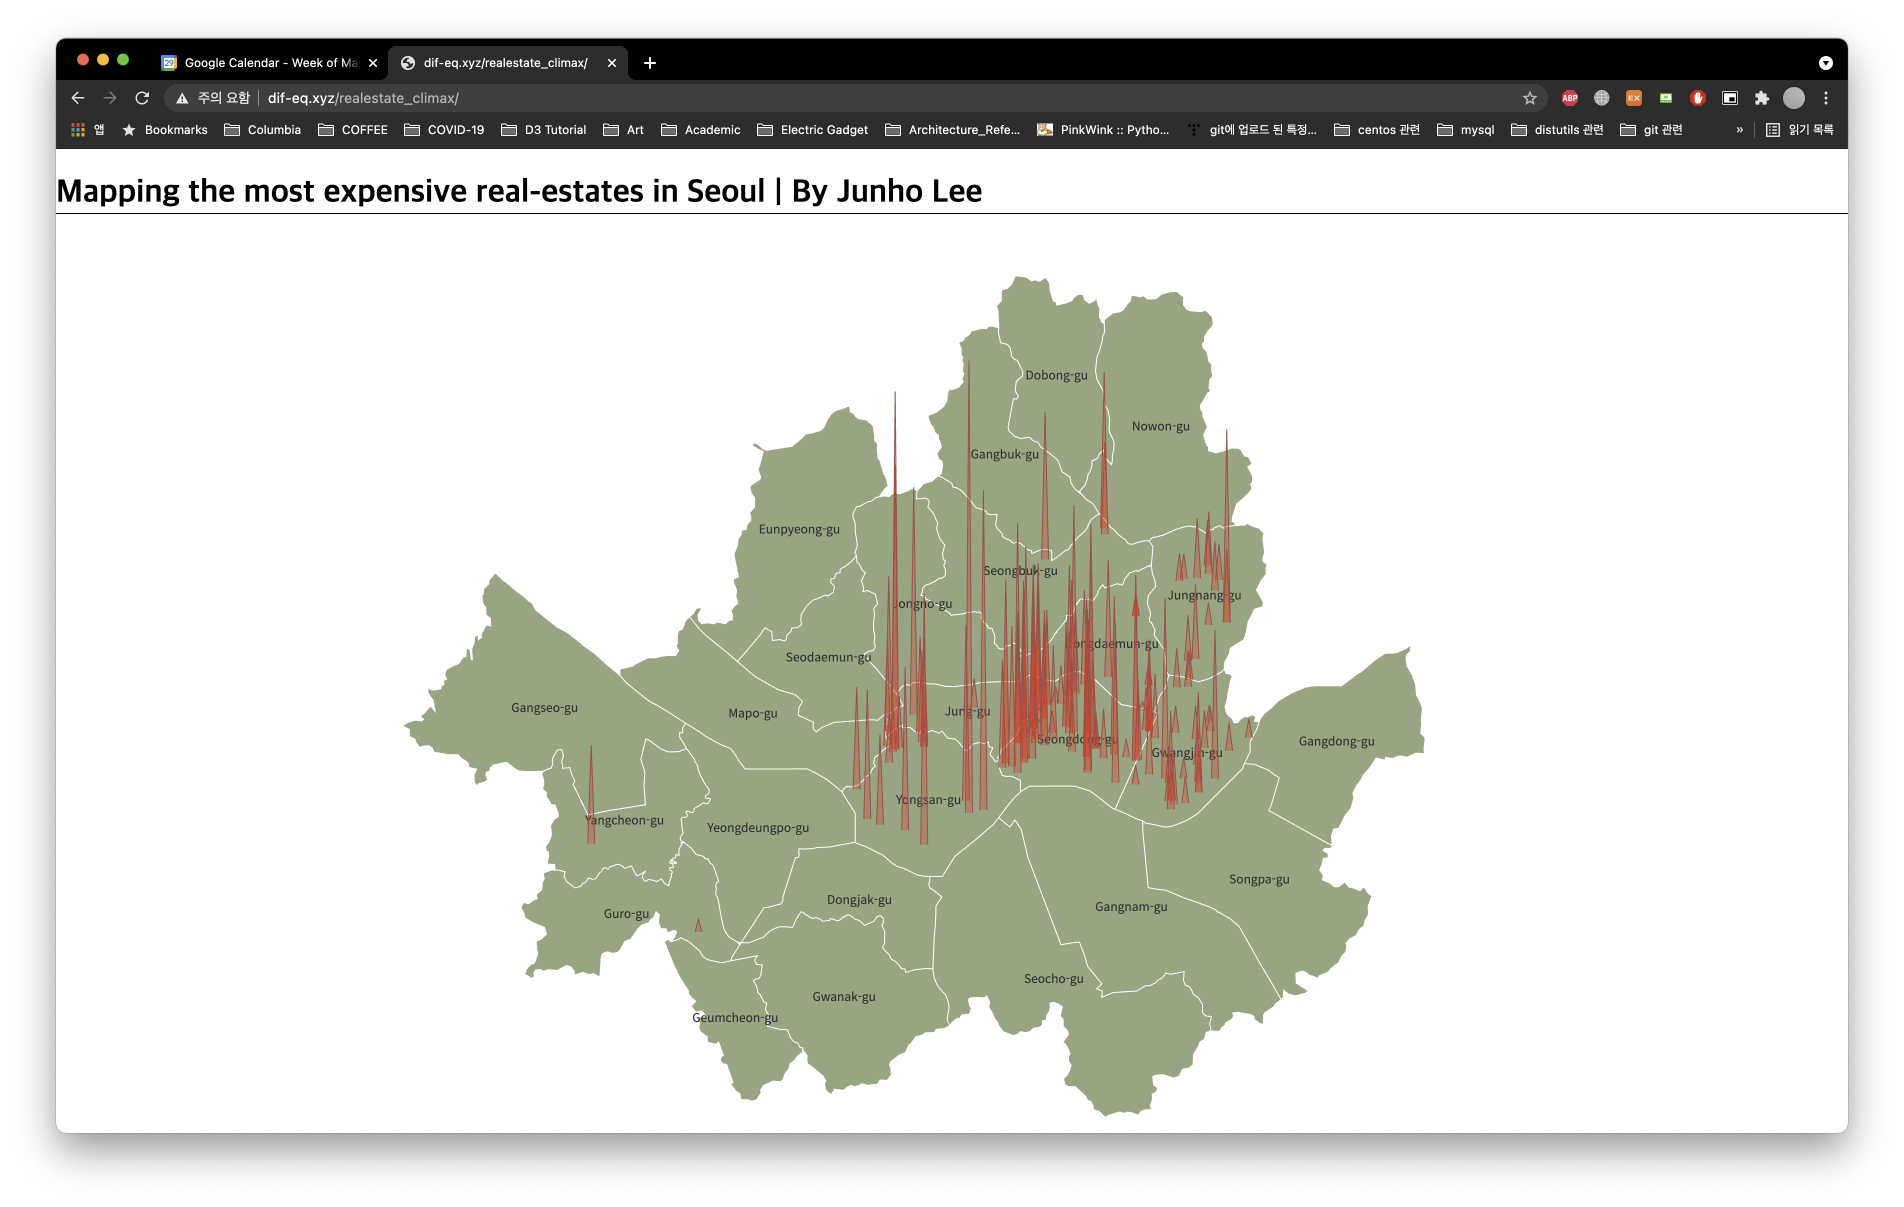 Google Calendar - Week of Ma
dif-eq.xyz/realestate_climax/
주의 요함 dif-eq.xyz/realestate_climax/
ABP EX
앱 Bookmarks Columbia COFFEE COVID-19 D3 Tutorial Art Academic Electric Gadget Architecture_Refe... PinkWink :: Pytho... git에 업로드 된 특정... centos 관련 mysql distutils 관련 git 관련 » 읽기 목록
Mapping the most expensive real-estates in Seoul | By Junho Lee
Dobong-gu
Nowon-gu
Gangbuk-gu
Eunpyeong-gu
Seongbuk-gu
Jungnang-gu
Jongno-gu
Dongdaemun-gu
Seodaemun-gu
Gangseo-gu
Mapo-gu
Jung-gu
Seongdong-gu
Gangdong-gu
Gwangjin-gu
Yongsan-gu
Yangcheon-gu
Yeongdeungpo-gu
Songpa-gu
Dongjak-gu
Gangnam-gu
Guro-gu
Seocho-gu
Gwanak-gu
Geumcheon-gu